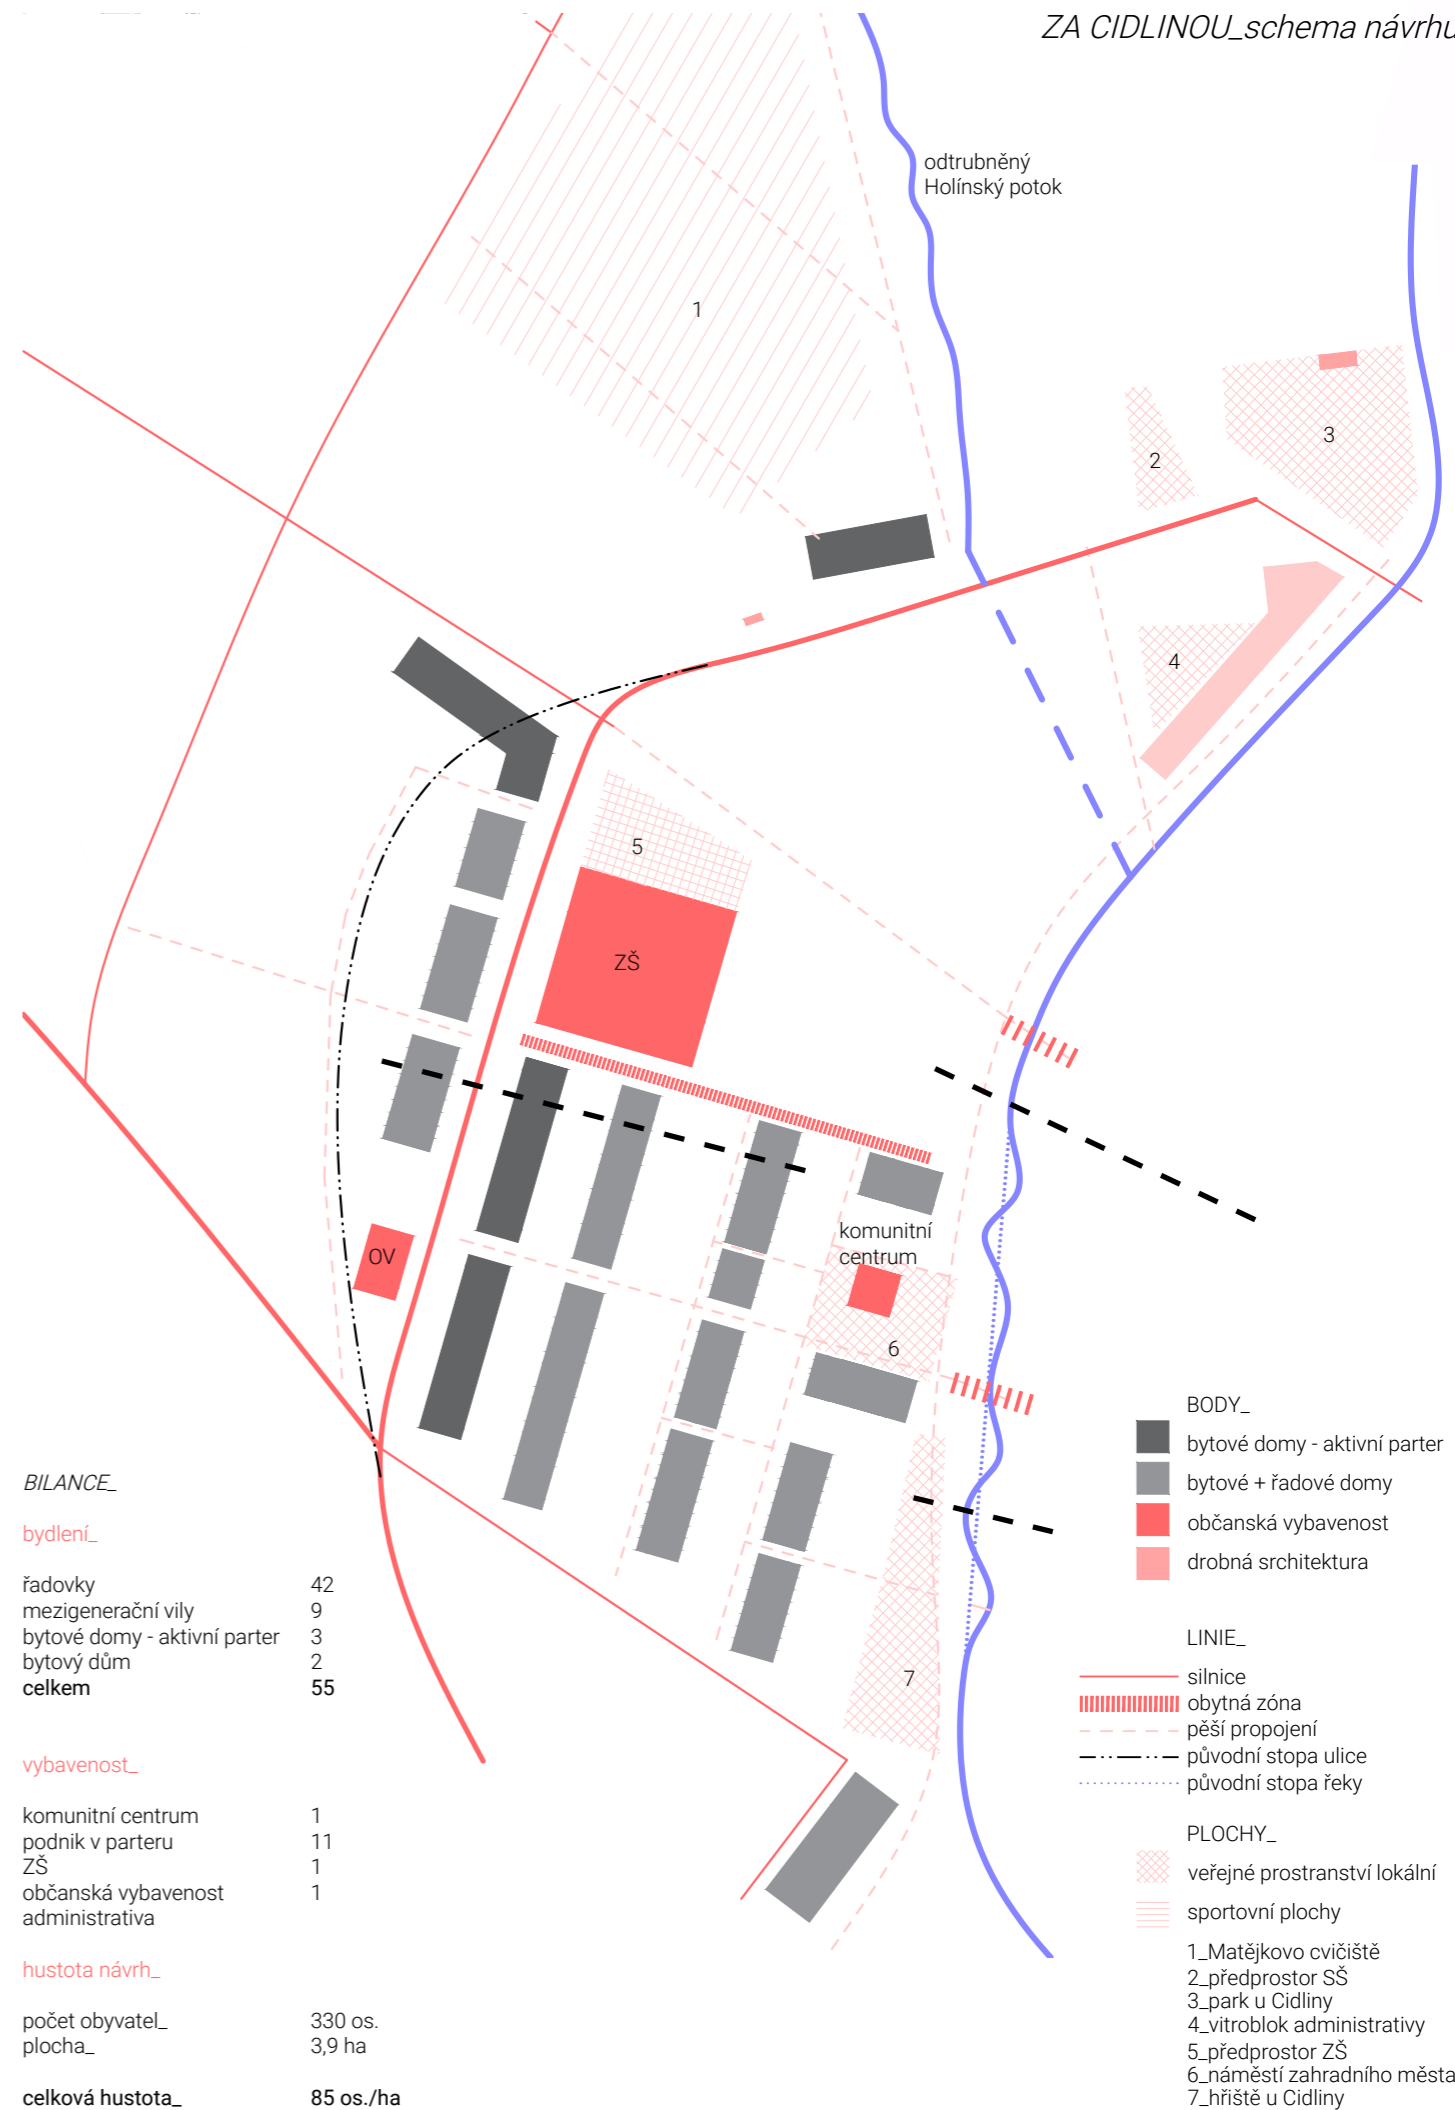 ZA CIDLINOU_schema návrhu
odtrubněný
Holínský potok
1
2
3
4
5
ZŠ
OV
komunitní
centrum
6
7
BILANCE_
bydlení_
řadovky 42
mezigenerační vily 9
bytové domy - aktivní parter 3
bytový dům 2
celkem 55
vybavenost_
komunitní centrum 1
podnik v parteru 11
ZŠ 1
občanská vybavenost 1
administrativa
hustota návrh_
počet obyvatel_ 330 os.
plocha_ 3,9 ha
celková hustota_ 85 os./ha
BODY_
bytové domy - aktivní parter
bytové + řadové domy
občanská vybavenost
drobná srchitektura
LINIE_
silnice
obytná zóna
pěší propojení
původní stopa ulice
původní stopa řeky
PLOCHY_
veřejné prostranství lokální
sportovní plochy
1_Matějkovo cvičiště
2_předprostor SŠ
3_park u Cidliny
4_vitroblok administrativy
5_předprostor ZŠ
6_náměstí zahradního města
7_hřiště u Cidliny